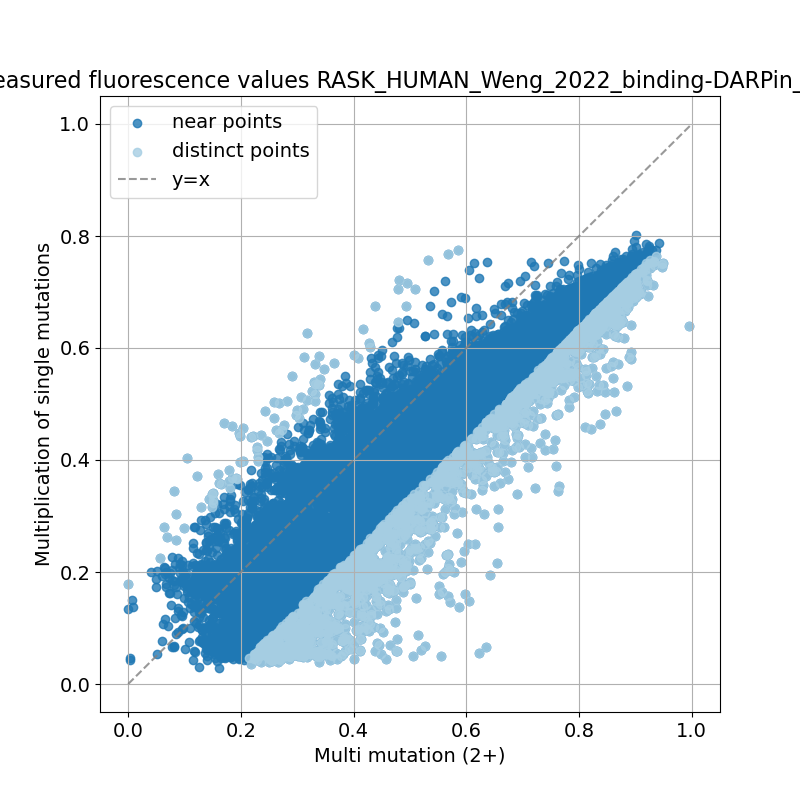 easured fluorescence values RASK_HUMAN_Weng_2022_binding-DARPin_
near points
distinct points
y=x
1.0
0.8
0.6
0.4
0.2
0.0
0.0 0.2 0.4 0.6 0.8 1.0
Multiplication of single mutations
Multi mutation (2+)